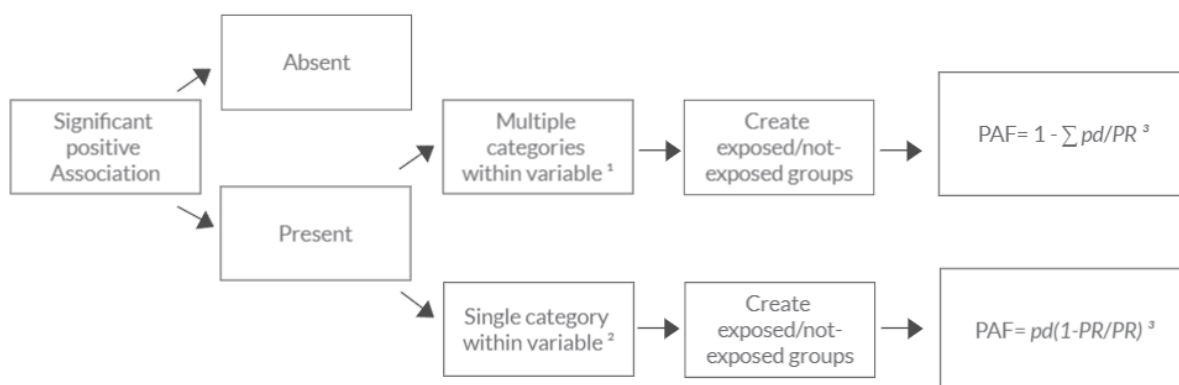 Significant
positive
Association
Absent
Present
Multiple
categories
within variable ¹
Create
exposed/not-
exposed groups
PAF= 1 - ∑ pd/PR ³
Single category
within variable ²
Create
exposed/not-
exposed groups
PAF= pd(1-PR/PR) ³